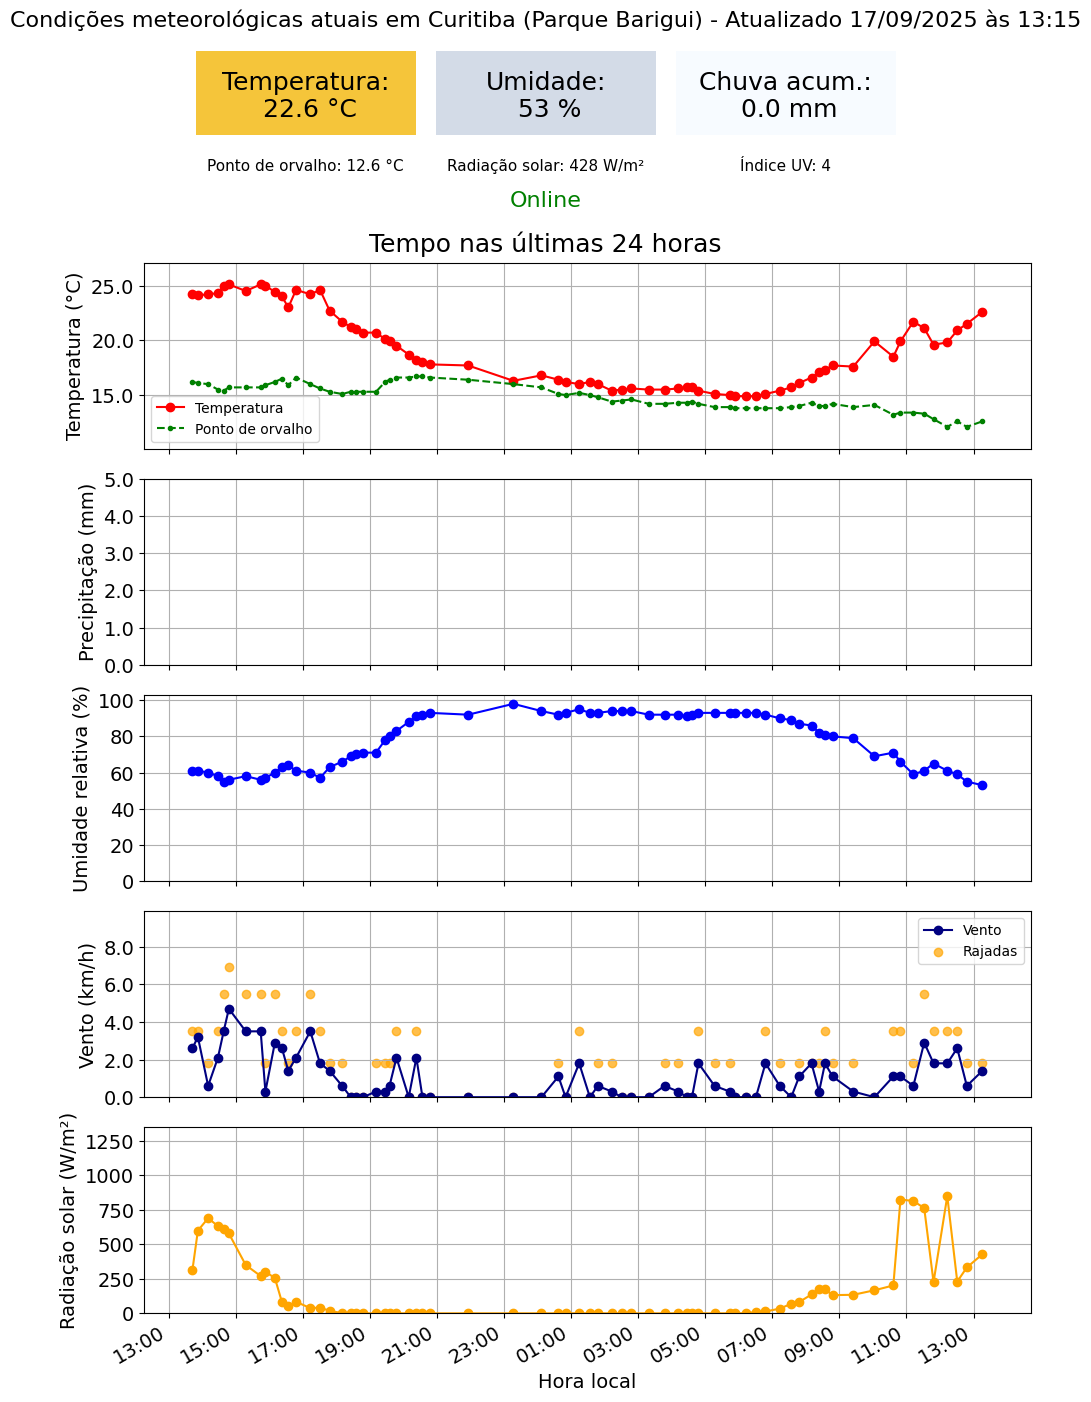 Condições meteorológicas atuais em Curitiba (Parque Barigui) - Atualizado 17/09/2025 às 13:15
Temperatura:
22.6 °C
Umidade:
53 %
Chuva acum.:
0.0 mm
Ponto de orvalho: 12.6 °C
Radiação solar: 428 W/m²
Índice UV: 4
Online
Tempo nas últimas 24 horas
Temperatura (°C)
25.0
20.0
15.0
Temperatura
Ponto de orvalho
Precipitação (mm)
5.0
4.0
3.0
2.0
1.0
0.0
Umidade relativa (%)
100
80
60
40
20
0
Vento (km/h)
8.0
6.0
4.0
2.0
0.0
Vento
Rajadas
Radiação solar (W/m²)
1250
1000
750
500
250
0
13:00
15:00
17:00
19:00
21:00
23:00
01:00
03:00
05:00
07:00
09:00
11:00
13:00
Hora local